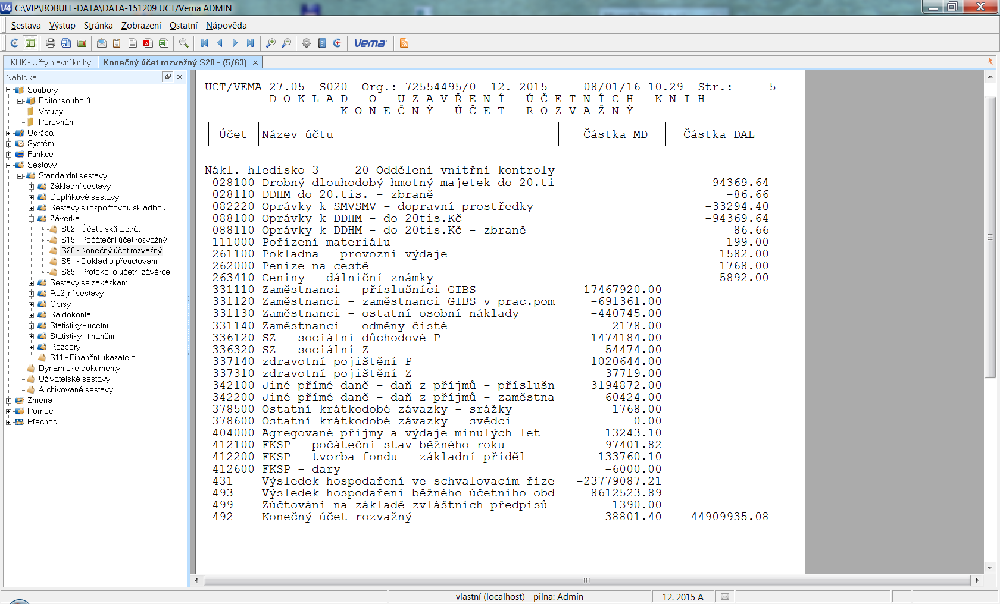 C:\VIP\BOBULE-DATA\DATA-151209 UCT/Vema ADMIN
Sestava Výstup Stránka Zobrazení Ostatní Nápověda
Vema
KHK - Účty hlavní knihy Konečný účet rozvažný S20 - (5/63)
Nabídka
Soubory
Editor souborů
Vstupy
Porovnání
Údržba
Systém
Funkce
Sestavy
Standardní sestavy
Základní sestavy
Doplňkové sestavy
Sestavy s rozpočtovou skladbou
Závěrka
S02 - Účet zisků a ztrát
S19 - Počáteční účet rozvažný
S20 - Konečný účet rozvažný
S51 - Doklad o přeúčtování
S89 - Protokol o účetní závěrce
Sestavy se zakázkami
Režijní sestavy
Opisy
Saldokonta
Statistiky - účetní
Statistiky - finanční
Rozbory
S11 - Finanční ukazatele
Dynamické dokumenty
Uživatelské sestavy
Archivované sestavy
Změna
Pomoc
Přechod
UCT/VEMA 27.05 S020 Org.: 72554495/0 12. 2015 08/01/16 10.29 Str.: 5
D O K L A D O U Z A V Ř E N Í Ú Č E T N Í C H K N I H
K O N E Č N Ý Ú Č E T R O Z V A Ž N Ý
Účet Název účtu Částka MD Částka DAL
Nákl. hledisko 3 20 Oddělení vnitřní kontroly
028100 Drobný dlouhodobý hmotný majetek do 20.ti 94369.64
028110 DDHM do 20.tis. - zbraně -86.66
082220 Oprávky k SMVSMV - dopravní prostředky -33294.40
088100 Oprávky k DDHM - do 20tis.Kč -94369.64
088110 Oprávky k DDHM - do 20tis.Kč - zbraně 86.66
111000 Pořízení materiálu 199.00
261100 Pokladna - provozní výdaje -1582.00
262000 Peníze na cestě 1768.00
263410 Ceniny - dálniční známky -5892.00
331110 Zaměstnanci - příslušníci GIBS -17467920.00
331120 Zaměstnanci - zaměstnanci GIBS v prac.pom -691361.00
331130 Zaměstnanci - ostatní osobní náklady -440745.00
331140 Zaměstnanci - odměny čisté -2178.00
336120 SZ - sociální důchodové P 1474184.00
336320 SZ - sociální Z 54474.00
337140 zdravotní pojištění P 1020644.00
337310 zdravotní pojištění Z 37719.00
342100 Jiné přímé daně - daň z příjmů - příslušn 3194872.00
342200 Jiné přímé daně - daň z příjmů - zaměstna 60424.00
378500 Ostatní krátkodobé závazky - srážky 1768.00
378600 Ostatní krátkodobé závazky - svědci 0.00
404000 Agregované příjmy a výdaje minulých let 13243.10
412100 FKSP - počáteční stav běžného roku 97401.82
412200 FKSP - tvorba fondu - základní příděl 133760.10
412600 FKSP - dary -6000.00
431 Výsledek hospodaření ve schvalovacím říze -23779087.21
493 Výsledek hospodaření běžného účetního obd -8612523.89
499 Zúčtování na základě zvláštních předpisů 1390.00
492 Konečný účet rozvažný -38801.40 -44909935.08
vlastní (localhost) - pilna: Admin 12. 2015 A